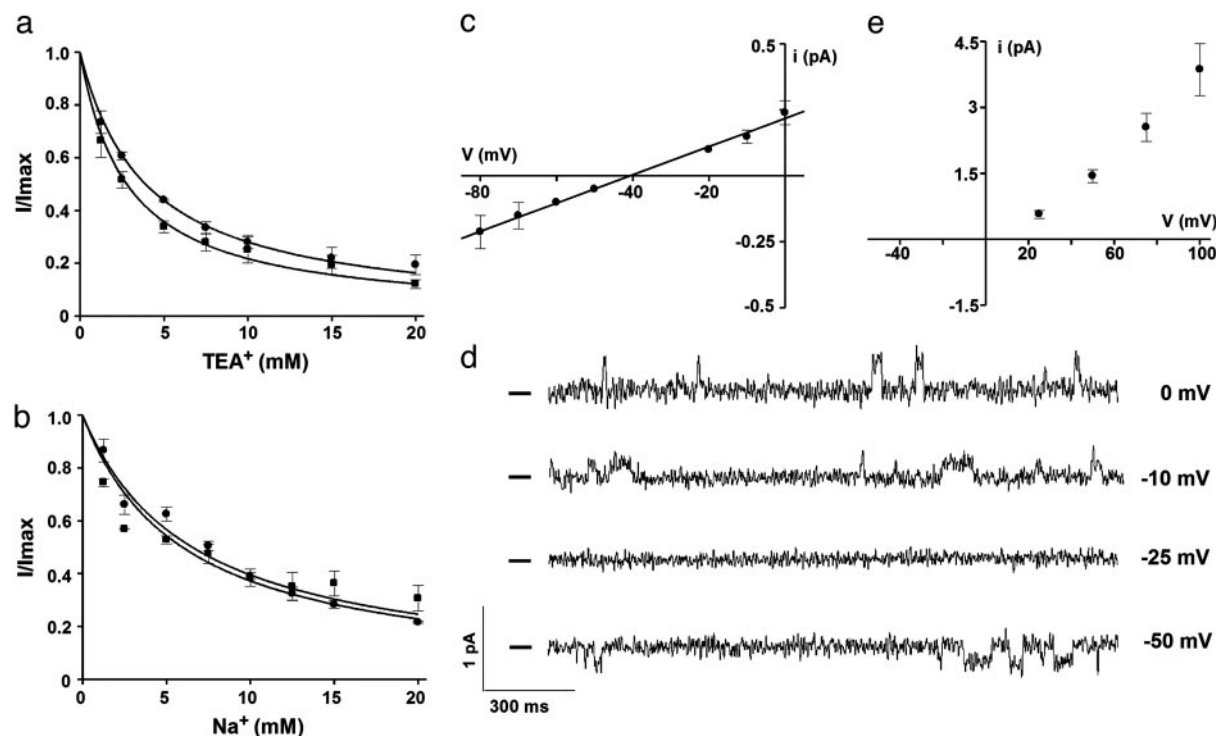 a
1.0
0.8
0.6
0.4
0.2
0
I/Imax
0 5 10 15 20
TEA+ (mM)
b
1.0
0.8
0.6
0.4
0.2
0
I/Imax
0 5 10 15 20
Na+ (mM)
c
0.5
i (pA)
V (mV)
-80 -60 -40 -20
-0.25
-0.5
e
4.5
i (pA)
3
1.5
V (mV)
-40 20 60 100
-1.5
d
0 mV
-10 mV
-25 mV
-50 mV
1 pA
300 ms